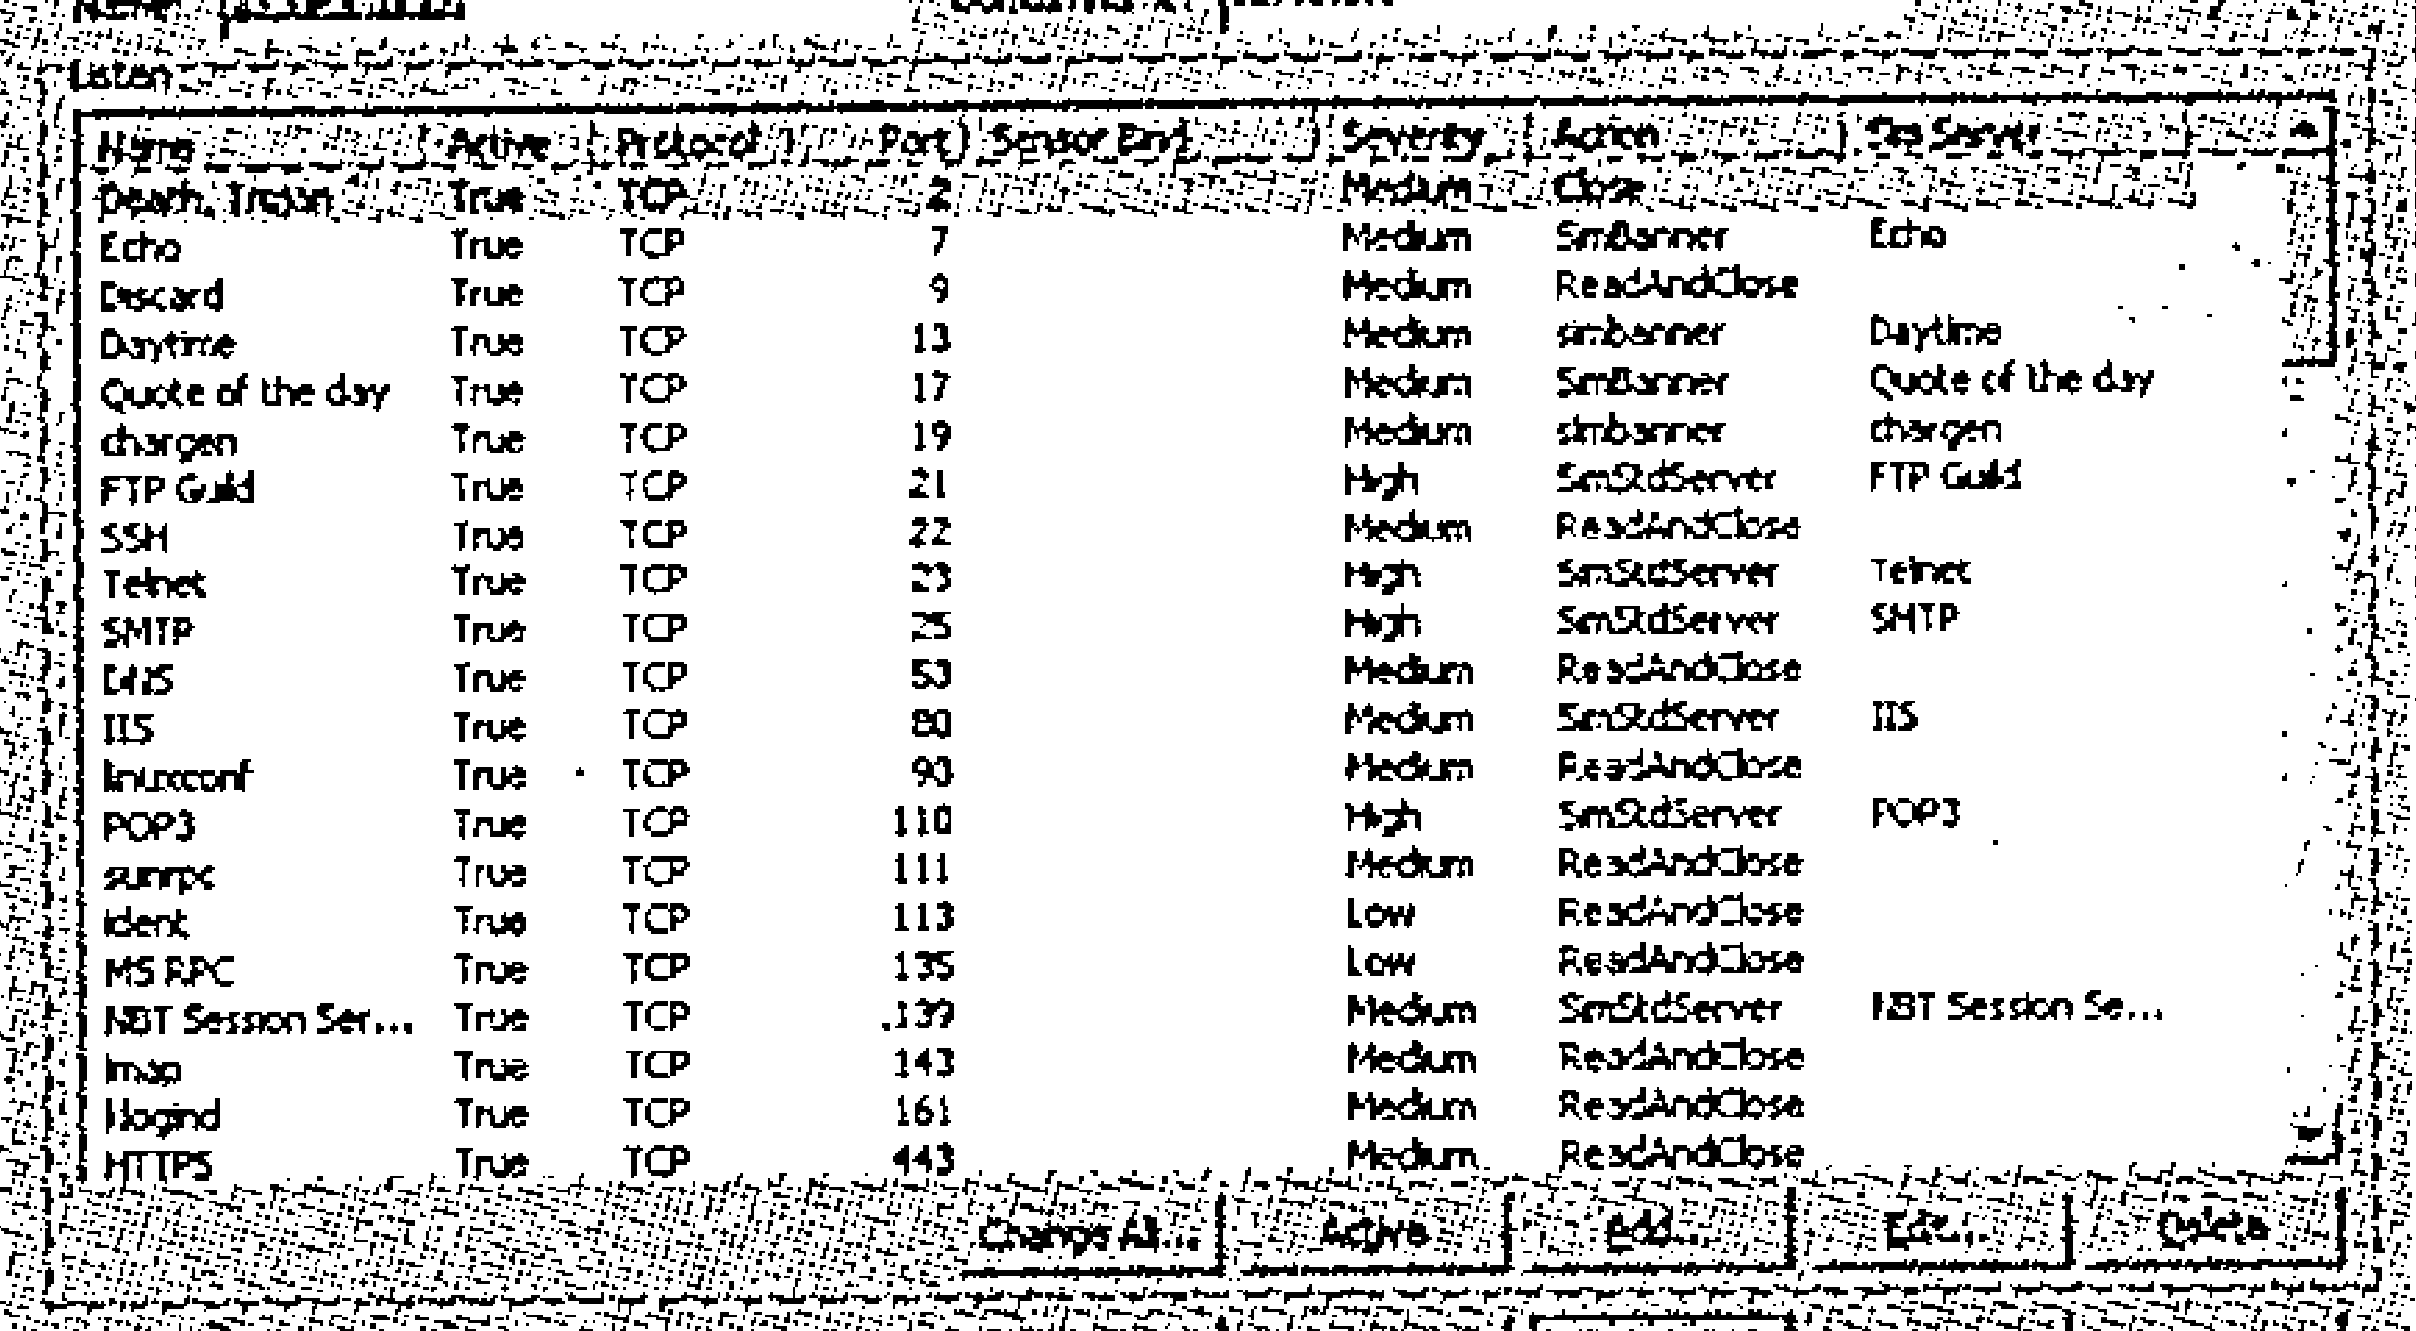 Name
Listen
Name Active Protocol Port Sensor Bind Severity Action Sim Server
Death, Trojan True TCP 2 Medium Close
Echo True TCP 7 Medium SimBanner Echo
Discard True TCP 9 Medium ReadAndClose
Daytime True TCP 13 Medium simbanner Daytime
Quote of the day True TCP 17 Medium SimBanner Quote of the day
chargen True TCP 19 Medium simbanner chargen
FTP Guild True TCP 21 High SimStdServer FTP Guild
SSH True TCP 22 Medium ReadAndClose
Telnet True TCP 23 High SimStdServer Telnet
SMTP True TCP 25 High SimStdServer SMTP
DNS True TCP 53 Medium ReadAndClose
IIS True TCP 80 Medium SimStdServer IIS
linuxconf True TCP 98 Medium ReadAndClose
POP3 True TCP 110 High SimStdServer POP3
sunrpc True TCP 111 Medium ReadAndClose
ident True TCP 113 Low ReadAndClose
MS RPC True TCP 135 Low ReadAndClose
NBT Session Ser... True TCP 139 Medium SimStdServer NBT Session Se...
Imap True TCP 143 Medium ReadAndClose
klogind True TCP 161 Medium ReadAndClose
HTTPS True TCP 443 Medium ReadAndClose
Change All... Active Add... Edit... Delete